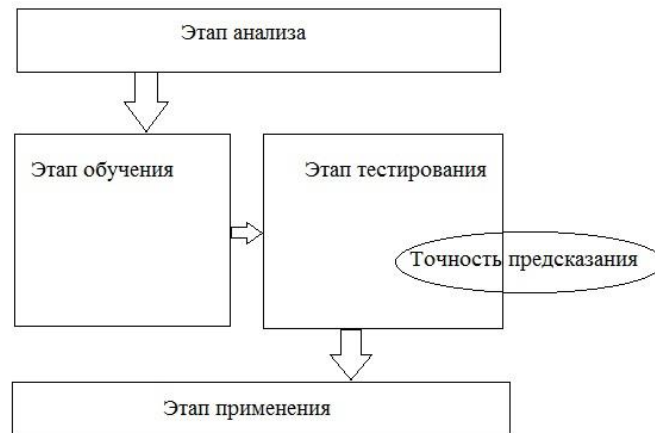 Этап анализа
Этап обучения
Этап тестирования
Точность предсказания
Этап применения